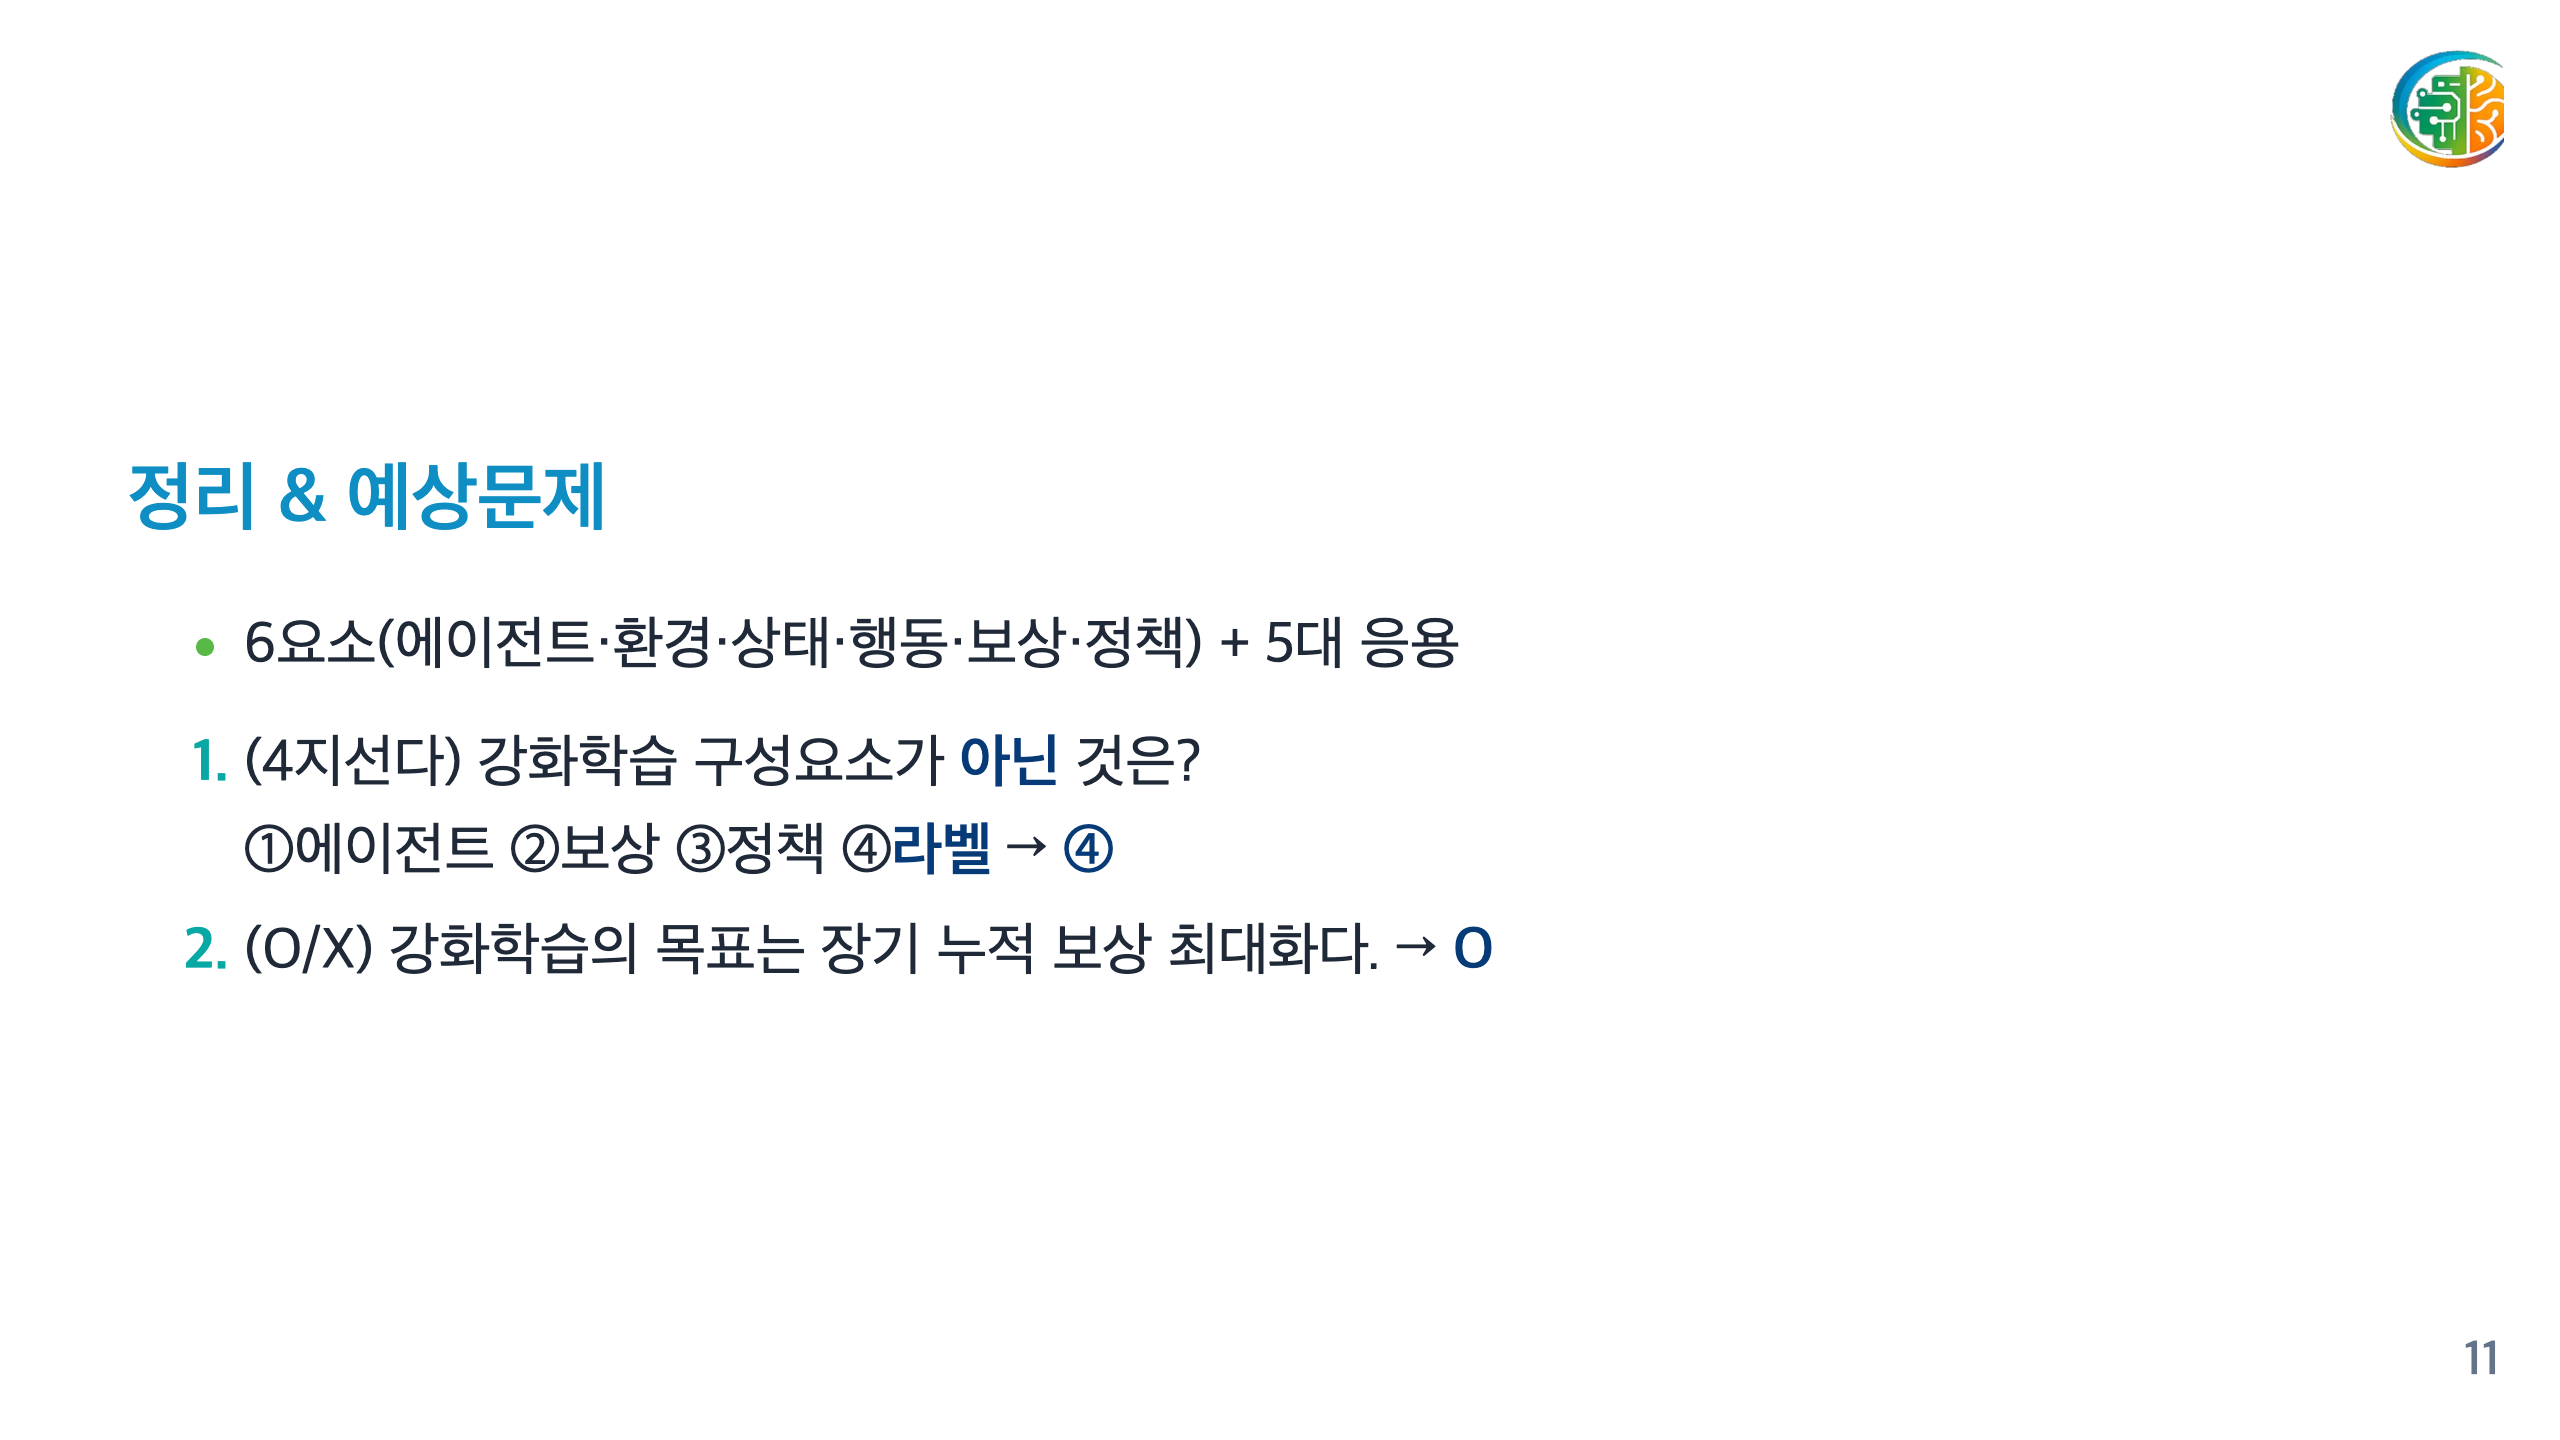 정리 & 예상문제
• 6요소(에이전트·환경·상태·행동·보상·정책) + 5대 응용
1. (4지선다) 강화학습 구성요소가 아닌 것은?
①에이전트 ②보상 ③정책 ④라벨 → ④
2. (O/X) 강화학습의 목표는 장기 누적 보상 최대화다. → O
11